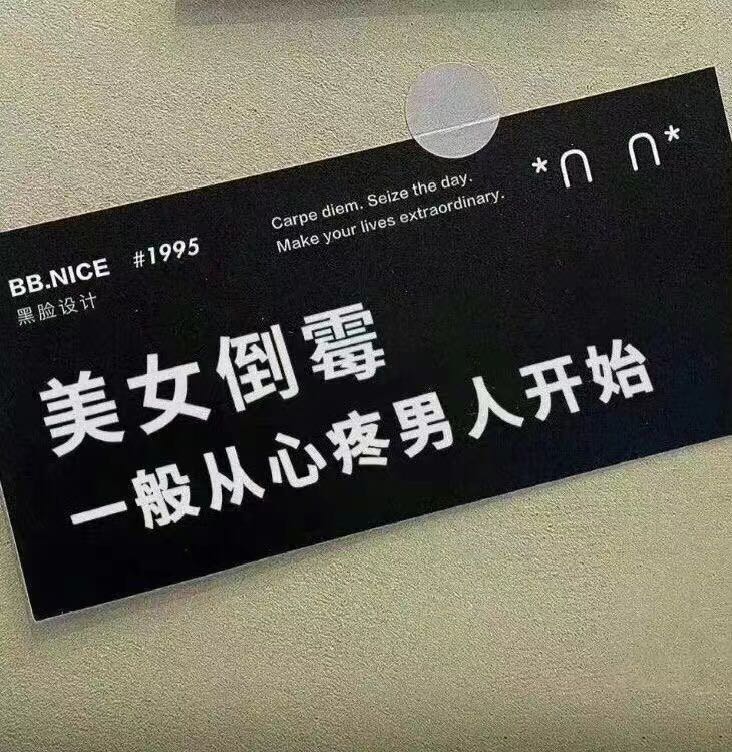 BB.NICE #1995
黑脸设计
Carpe diem. Seize the day.
Make your lives extraordinary.
*∩ ∩*
美女倒霉
一般从心疼男人开始